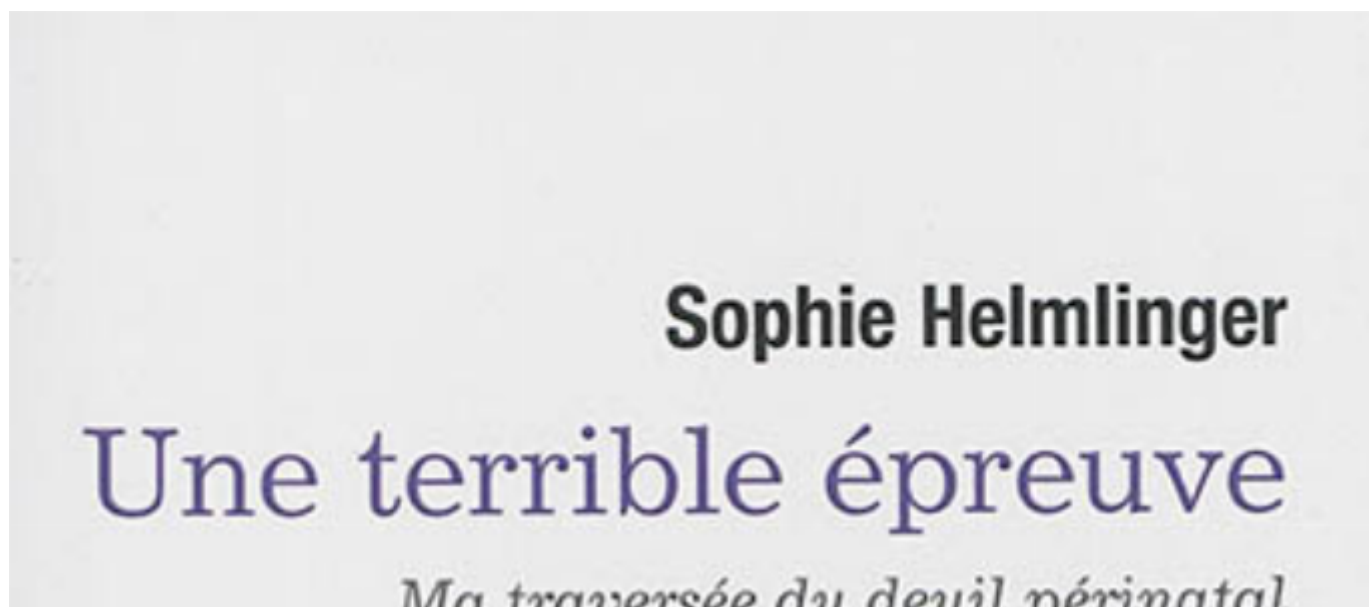 Sophie Helmlinger
Une terrible épreuve
Ma traversée du deuil périnatal